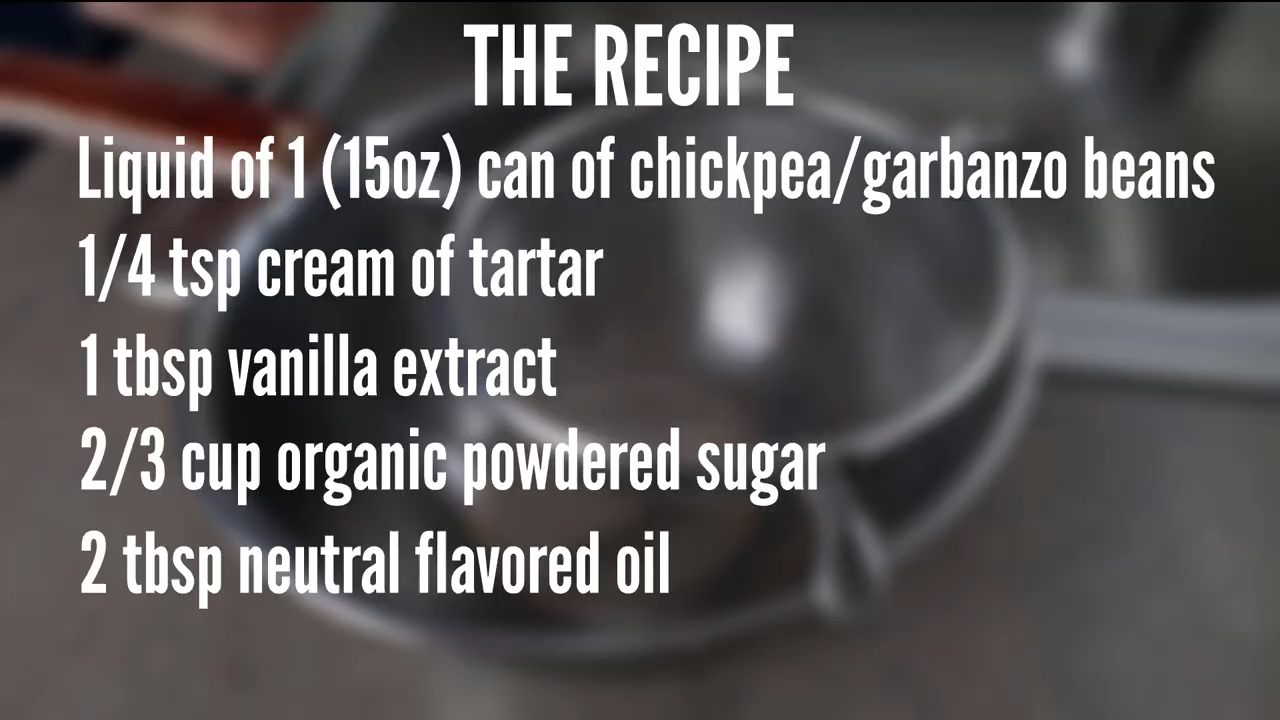 THE RECIPE
Liquid of 1 (15oz) can of chickpea/garbanzo beans
1/4 tsp cream of tartar
1 tbsp vanilla extract
2/3 cup organic powdered sugar
2 tbsp neutral flavored oil